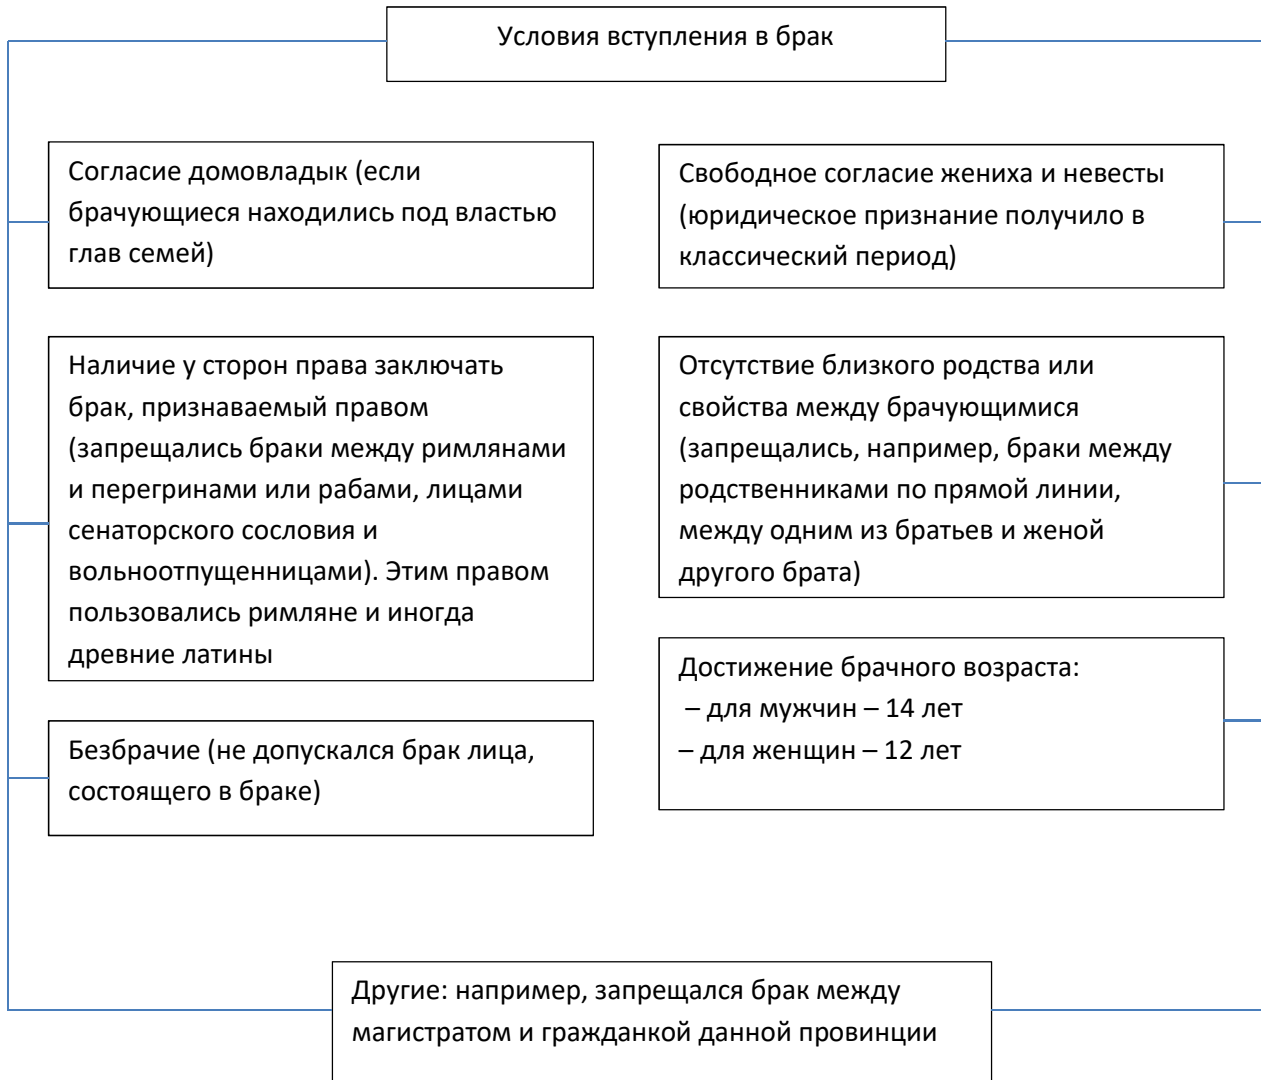 Условия вступления в брак
Согласие домовладык (если
брачующиеся находились под властью
глав семей)
Свободное согласие жениха и невесты
(юридическое признание получило в
классический период)
Наличие у сторон права заключать
брак, признаваемый правом
(запрещались браки между римлянами
и перегринами или рабами, лицами
сенаторского сословия и
вольноотпущенницами). Этим правом
пользовались римляне и иногда
древние латины
Отсутствие близкого родства или
свойства между брачующимися
(запрещались, например, браки между
родственниками по прямой линии,
между одним из братьев и женой
другого брата)
Безбрачие (не допускался брак лица,
состоящего в браке)
Достижение брачного возраста:
– для мужчин – 14 лет
– для женщин – 12 лет
Другие: например, запрещался брак между
магистратом и гражданкой данной провинции